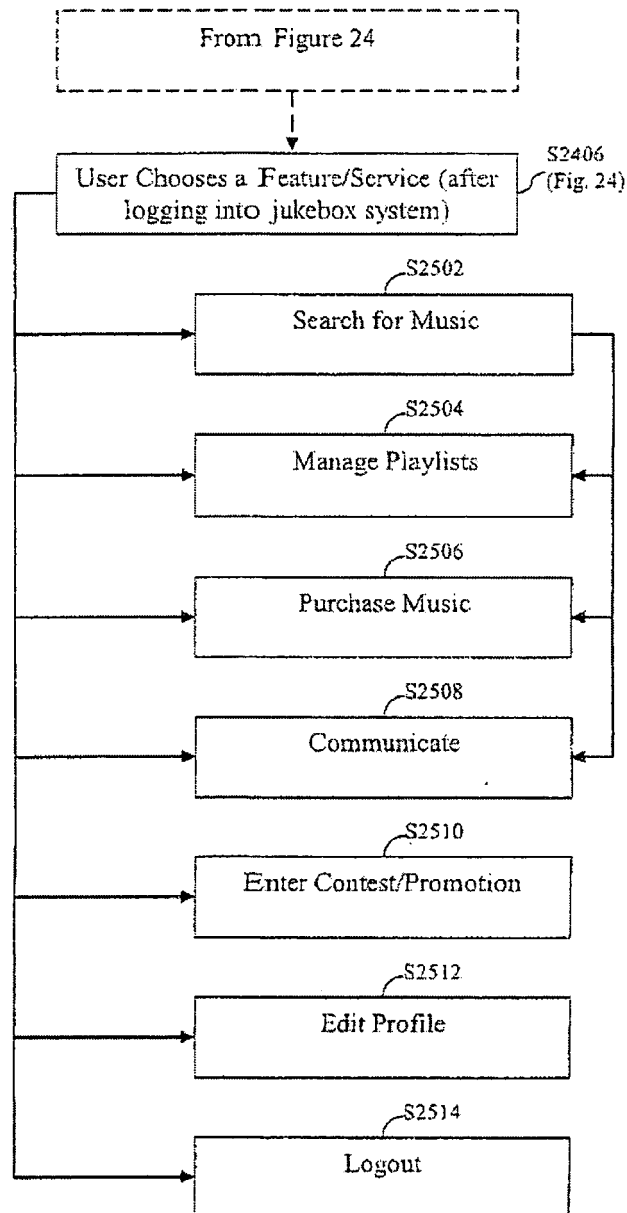 From Figure 24
User Chooses a Feature/Service (after
logging into jukebox system)
S2406
(Fig. 24)
S2502
Search for Music
S2504
Manage Playlists
S2506
Purchase Music
S2508
Communicate
S2510
Enter Contest/Promotion
S2512
Edit Profile
S2514
Logout